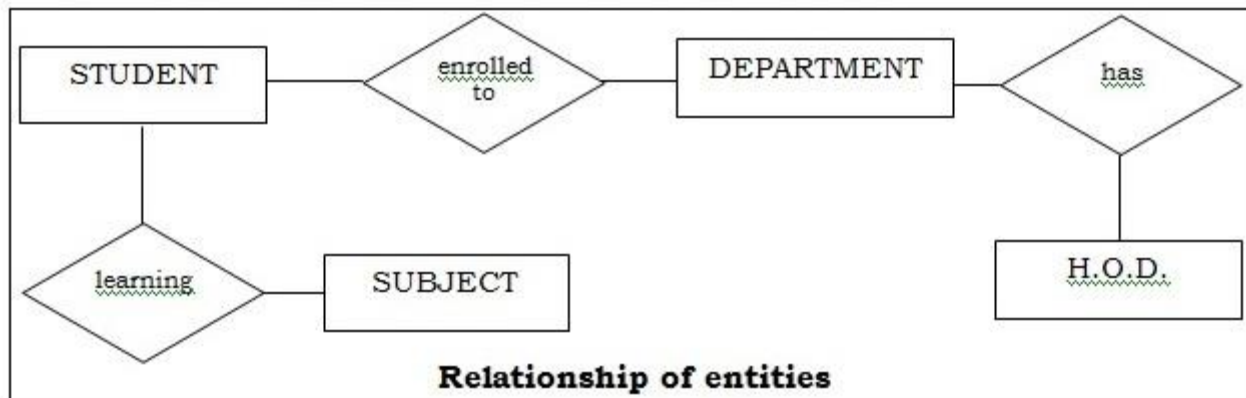 STUDENT
enrolled
to
DEPARTMENT
has
learning
SUBJECT
H.O.D.
Relationship of entities